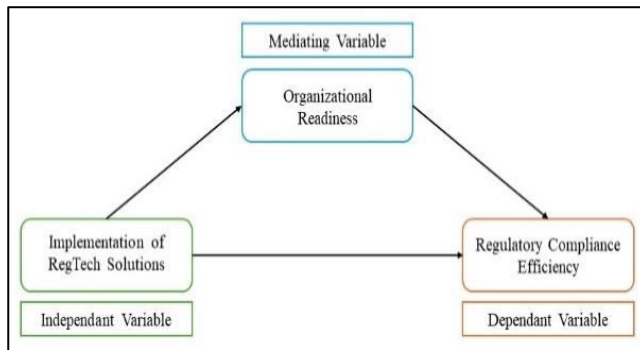 Mediating Variable
Organizational
Readiness
Implementation of
RegTech Solutions
Regulatory Compliance
Efficiency
Independant Variable
Dependant Variable